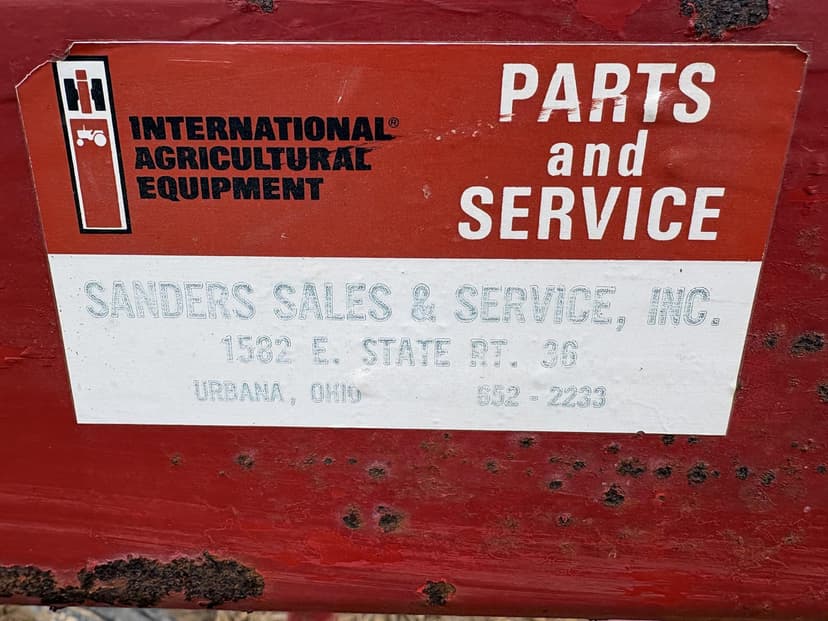 INTERNATIONAL®
AGRICULTURAL
EQUIPMENT
PARTS
and
SERVICE
SANDERS SALES & SERVICE, INC.
1582 E. STATE RT. 36
URBANA, OHIO 652 - 2233